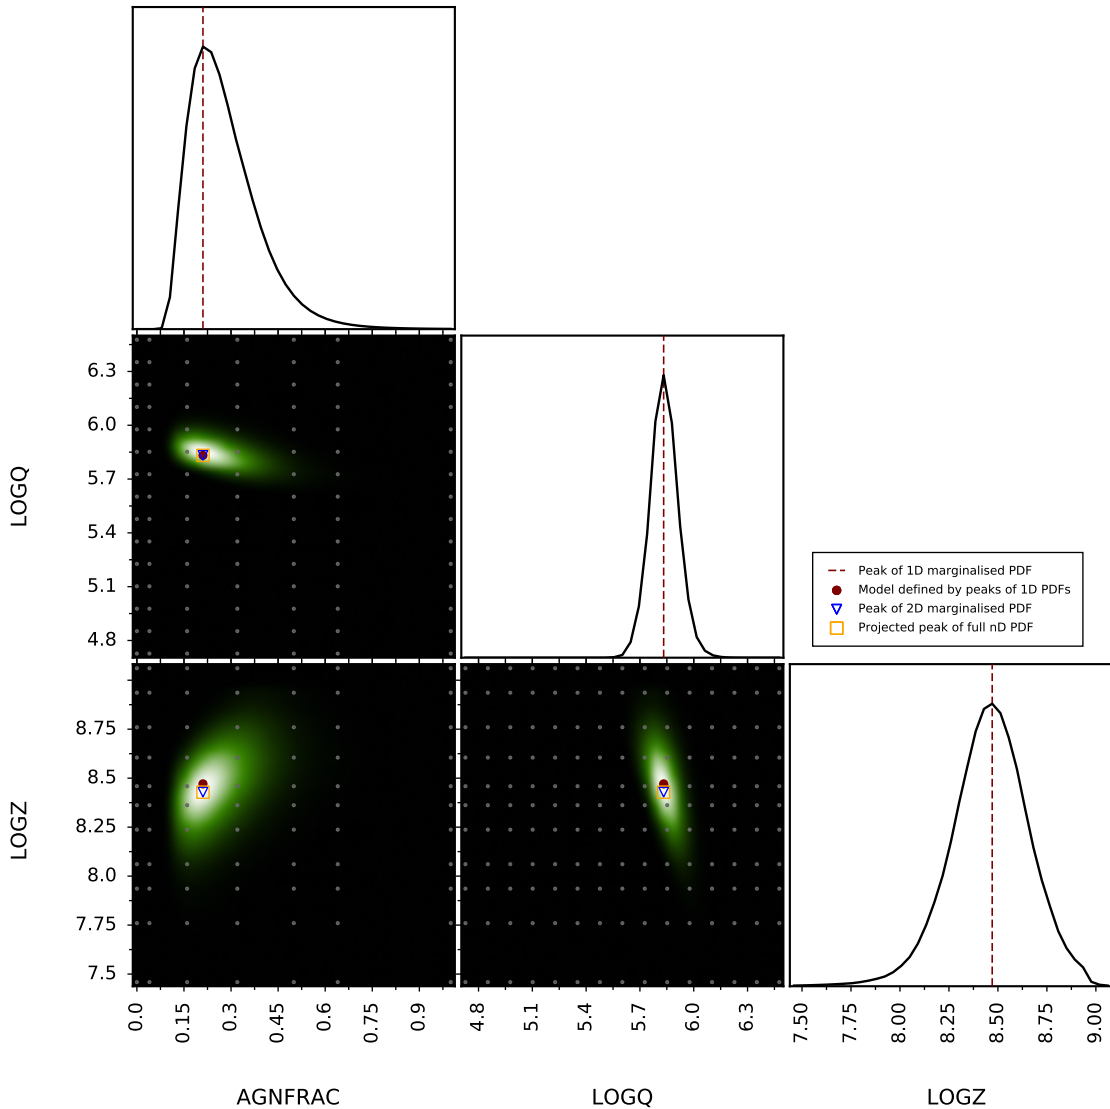 6.3
6.0
5.7
5.4
5.1
4.8
LOGQ
Peak of 1D marginalised PDF
Model defined by peaks of 1D PDFs
Peak of 2D marginalised PDF
Projected peak of full nD PDF
8.75
8.5
8.25
8.0
7.75
7.5
LOGZ
0.0 0.15 0.3 0.45 0.6 0.75 0.9
4.8 5.1 5.4 5.7 6.0 6.3
7.50 7.75 8.00 8.25 8.50 8.75 9.00
AGNFRAC LOGQ LOGZ